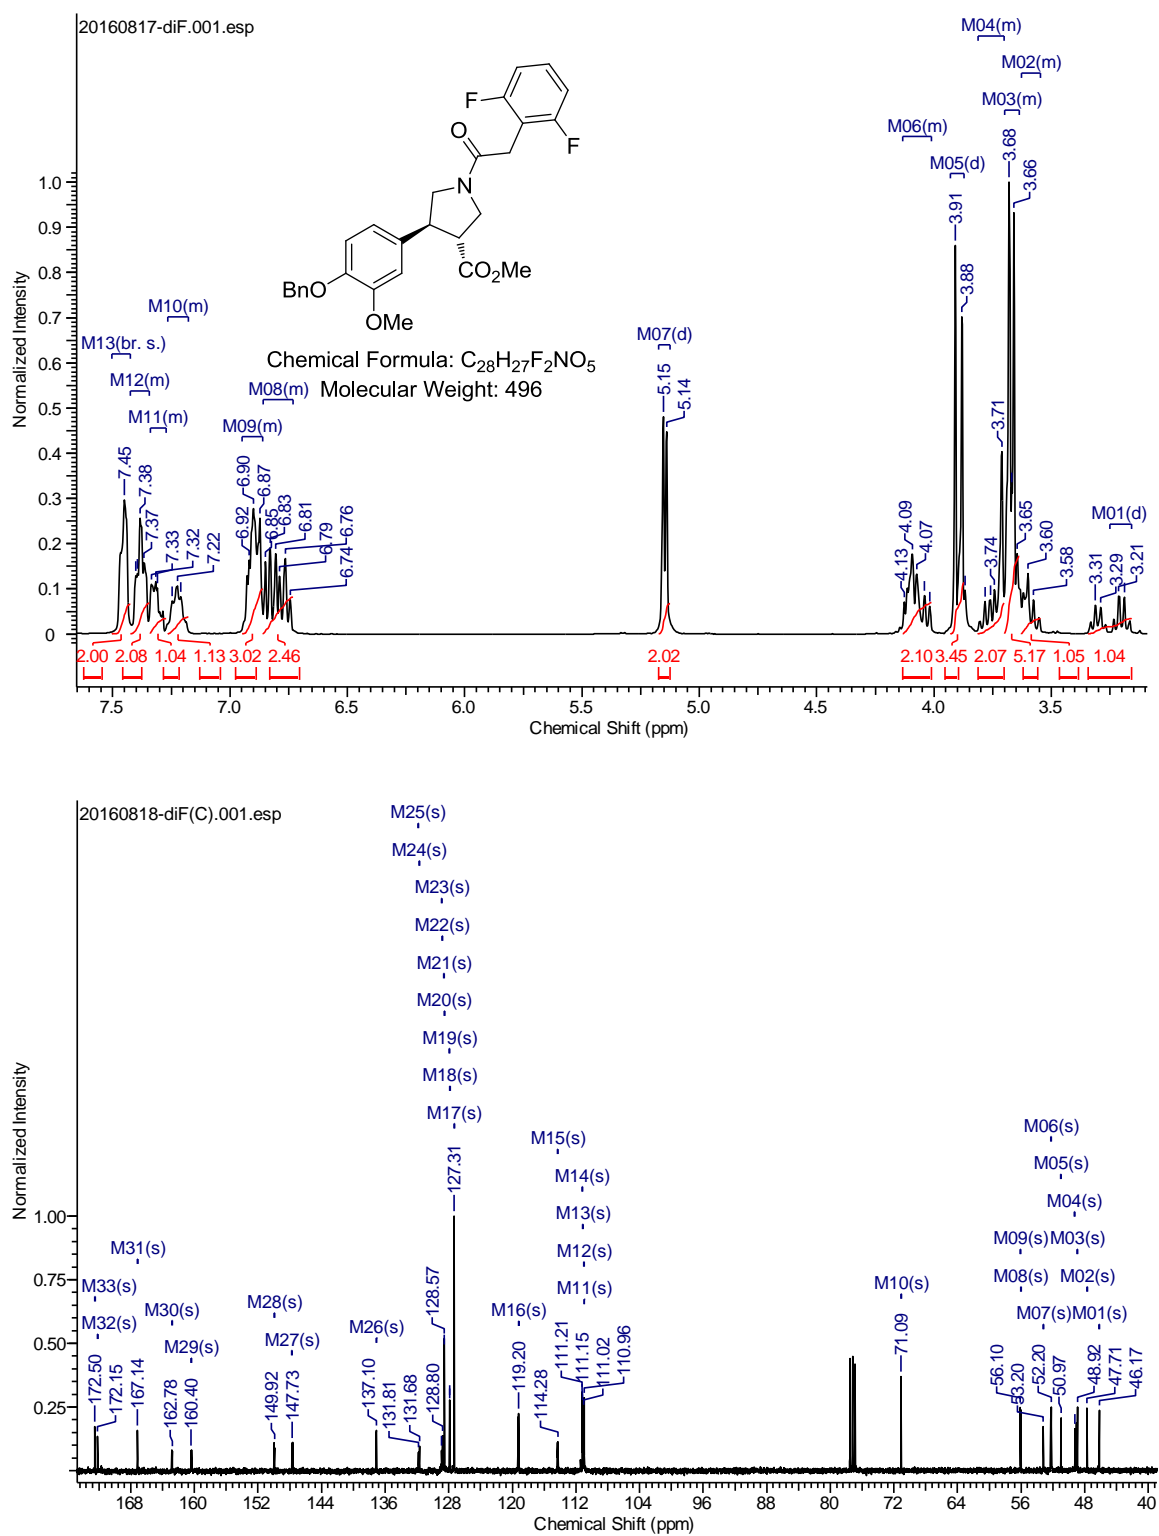 20160817-diF.001.esp
M04(m)
M02(m)
M03(m)
M06(m)
M05(d)
F
F
O
N
CO₂Me
BnO
OMe
Chemical Formula: C₂₈H₂₇F₂NO₅
Molecular Weight: 496
M10(m)
M13(br. s.)
M12(m)
M11(m)
M08(m)
M09(m)
M07(d)
M01(d)
7.45
7.38
7.37
7.33
7.32
7.22
6.92
6.90
6.87
6.85
6.83
6.81
6.79
6.76
6.74
5.15
5.14
4.13
4.09
4.07
3.91
3.88
3.74
3.71
3.68
3.66
3.65
3.60
3.58
3.31
3.29
3.21
Normalized Intensity
1.0
0.9
0.8
0.7
0.6
0.5
0.4
0.3
0.2
0.1
0
2.00 2.08 1.04 1.13 3.02 2.46 2.02 2.10 3.45 2.07 5.17 1.05 1.04
7.5 7.0 6.5 6.0 5.5 5.0 4.5 4.0 3.5
Chemical Shift (ppm)
20160818-diF(C).001.esp
M25(s)
M24(s)
M23(s)
M22(s)
M21(s)
M20(s)
M19(s)
M18(s)
M17(s)
M15(s)
M14(s)
M13(s)
M12(s)
M11(s)
M16(s)
M06(s)
M05(s)
M04(s)
M09(s) M03(s)
M08(s) M02(s)
M07(s) M01(s)
M10(s)
M31(s)
M33(s)
M32(s)
M30(s)
M29(s)
M28(s)
M27(s)
M26(s)
172.50
172.15
167.14
162.78
160.40
149.92
147.73
137.10
131.81
131.68
128.80
128.57
127.31
119.20
114.28
111.21
111.15
111.02
110.96
71.09
56.10
53.20
52.20
50.97
48.92
47.71
46.17
Normalized Intensity
1.00
0.75
0.50
0.25
168 160 152 144 136 128 120 112 104 96 88 80 72 64 56 48 40
Chemical Shift (ppm)